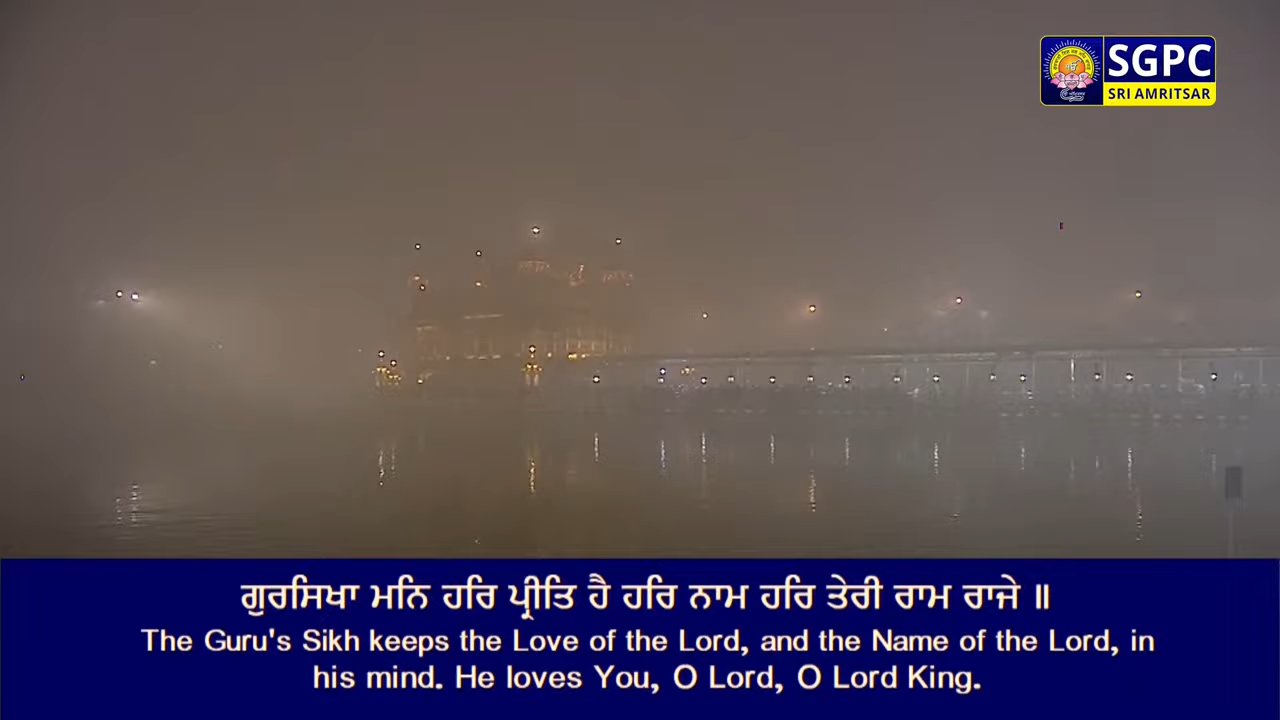 SGPC
SRI AMRITSAR
ਗੁਰਸਿਖਾ ਮਨਿ ਹਰਿ ਪ੍ਰੀਤਿ ਹੈ ਹਰਿ ਨਾਮ ਹਰਿ ਤੇਰੀ ਰਾਮ ਰਾਜੇ ॥
The Guru's Sikh keeps the Love of the Lord, and the Name of the Lord, in
his mind. He loves You, O Lord, O Lord King.